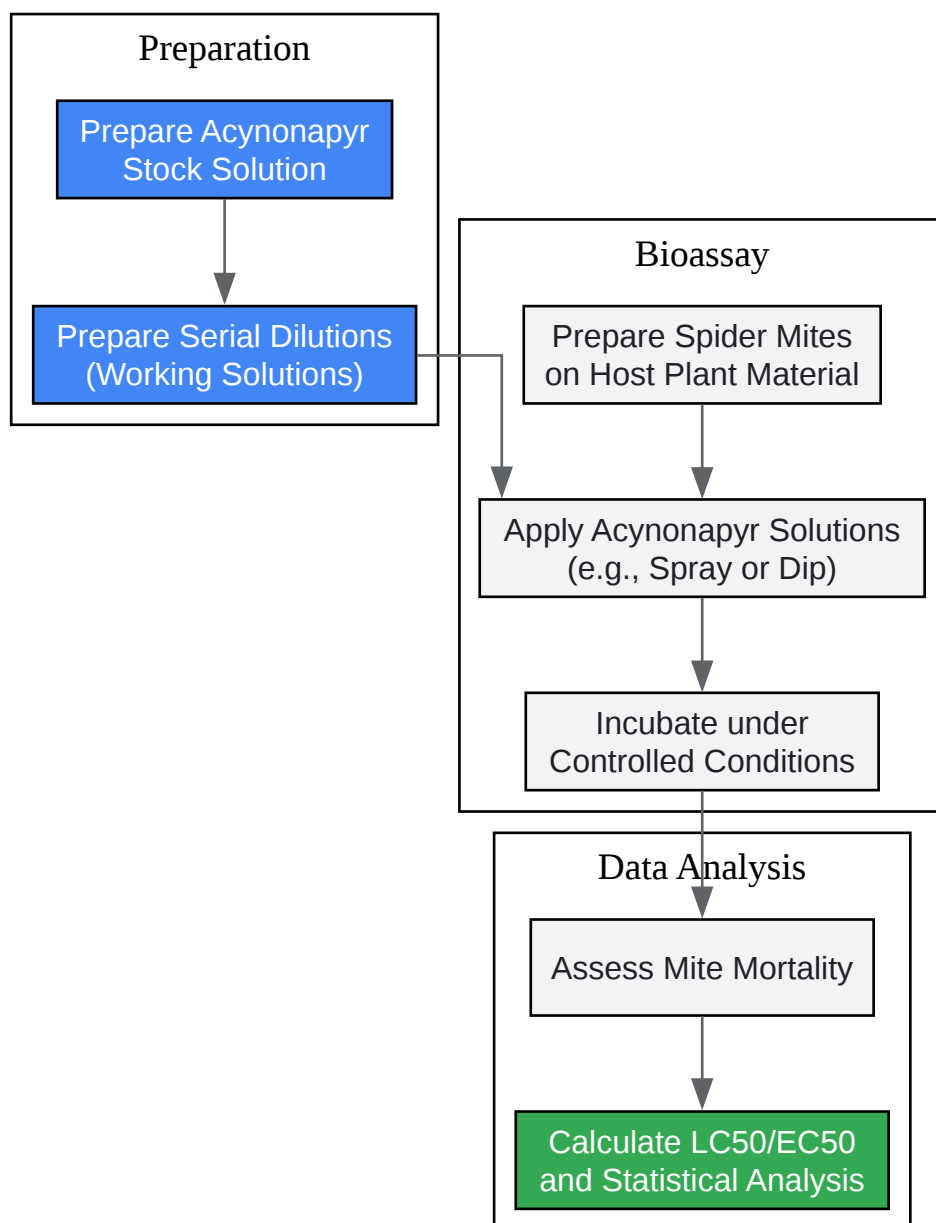 Preparation
Prepare Acynonapyr
Stock Solution
Prepare Serial Dilutions
(Working Solutions)
Bioassay
Prepare Spider Mites
on Host Plant Material
Apply Acynonapyr Solutions
(e.g., Spray or Dip)
Incubate under
Controlled Conditions
Data Analysis
Assess Mite Mortality
Calculate LC50/EC50
and Statistical Analysis